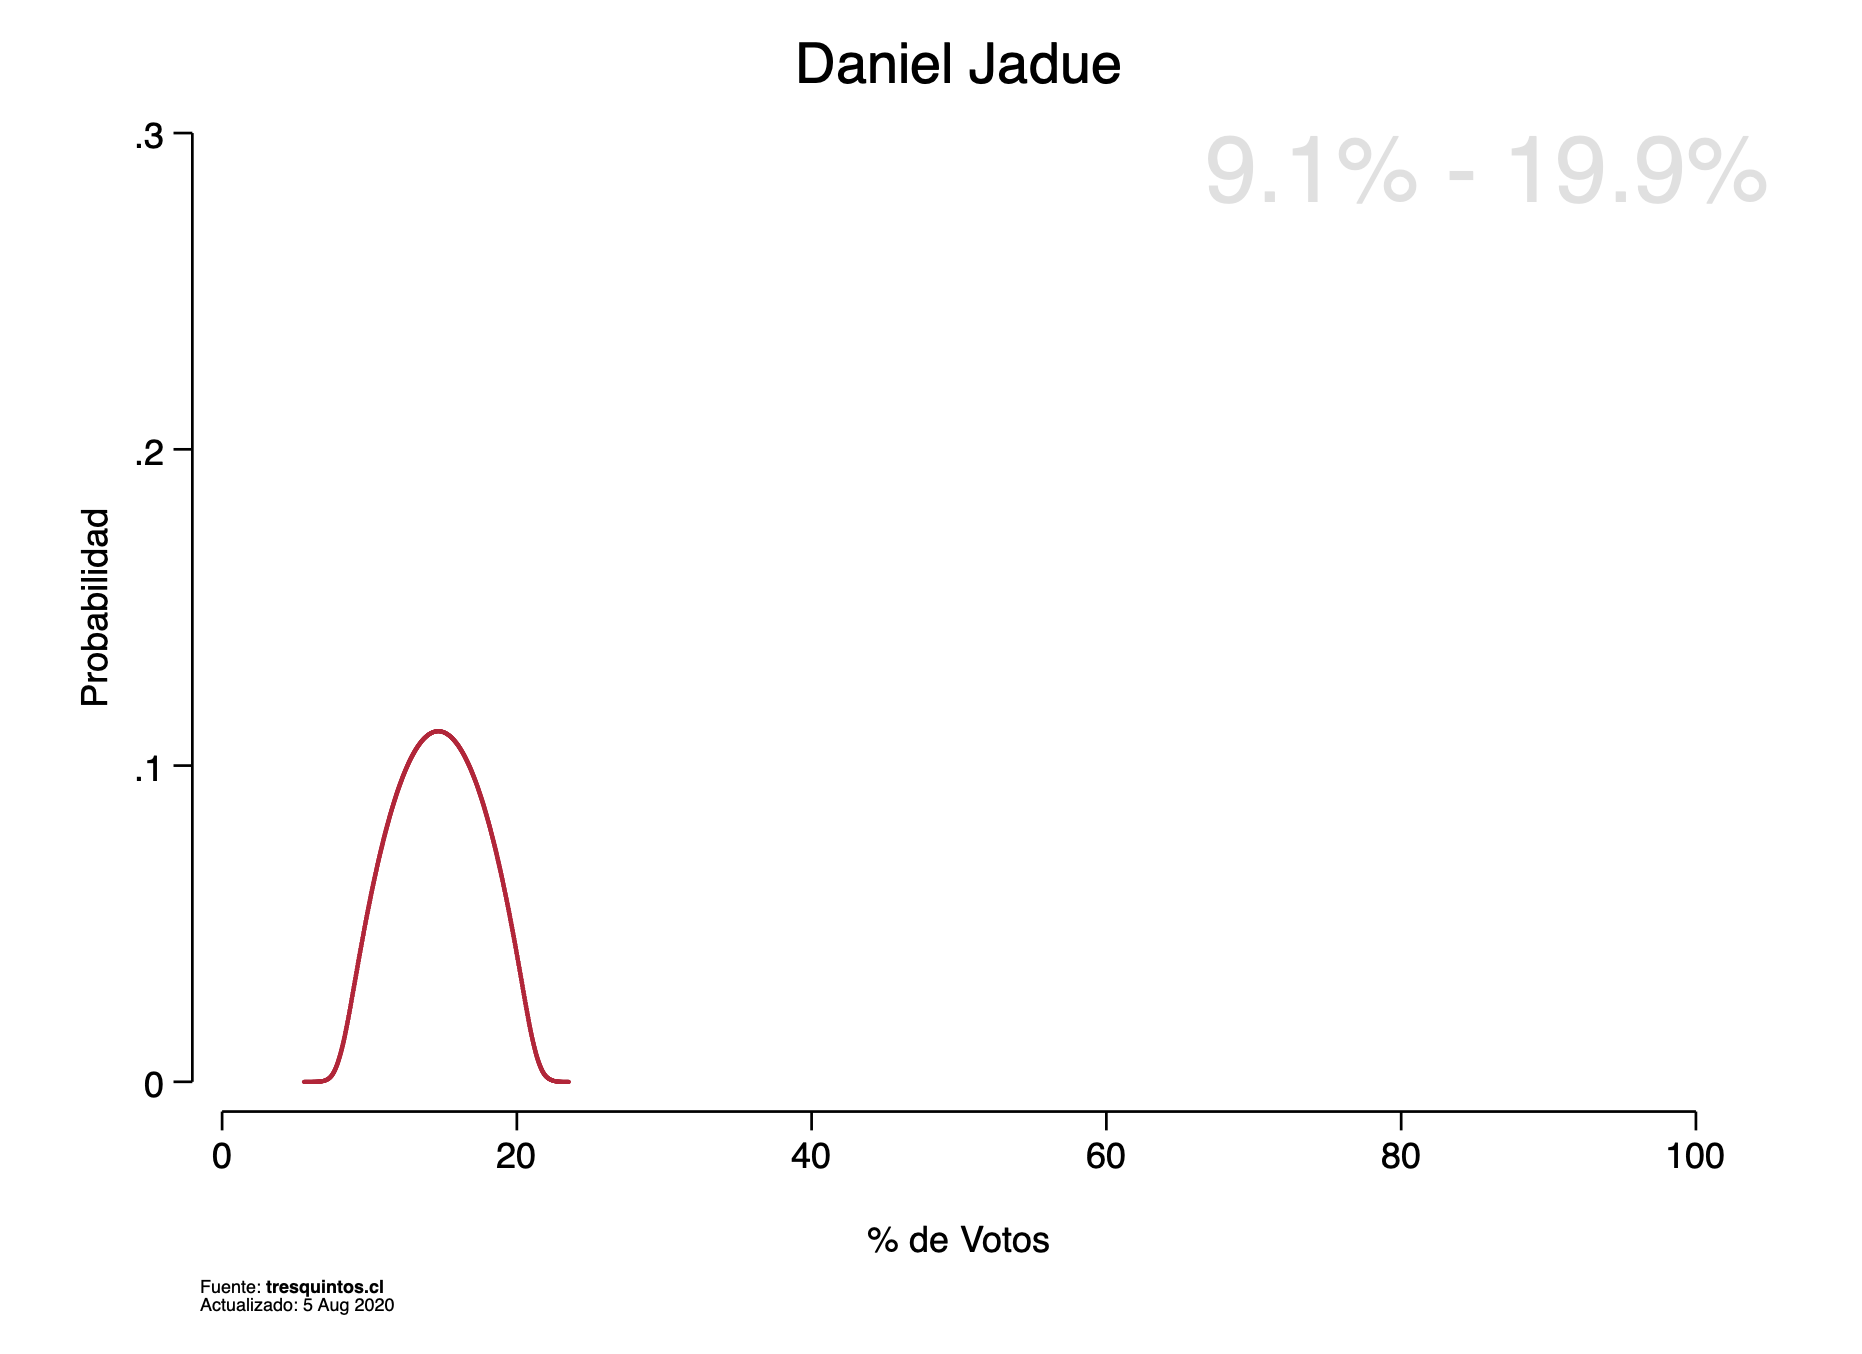 Daniel Jadue
9.1% - 19.9%
.3
.2
.1
0
Probabilidad
0 20 40 60 80 100
% de Votos
Fuente: tresquintos.cl
Actualizado: 5 Aug 2020